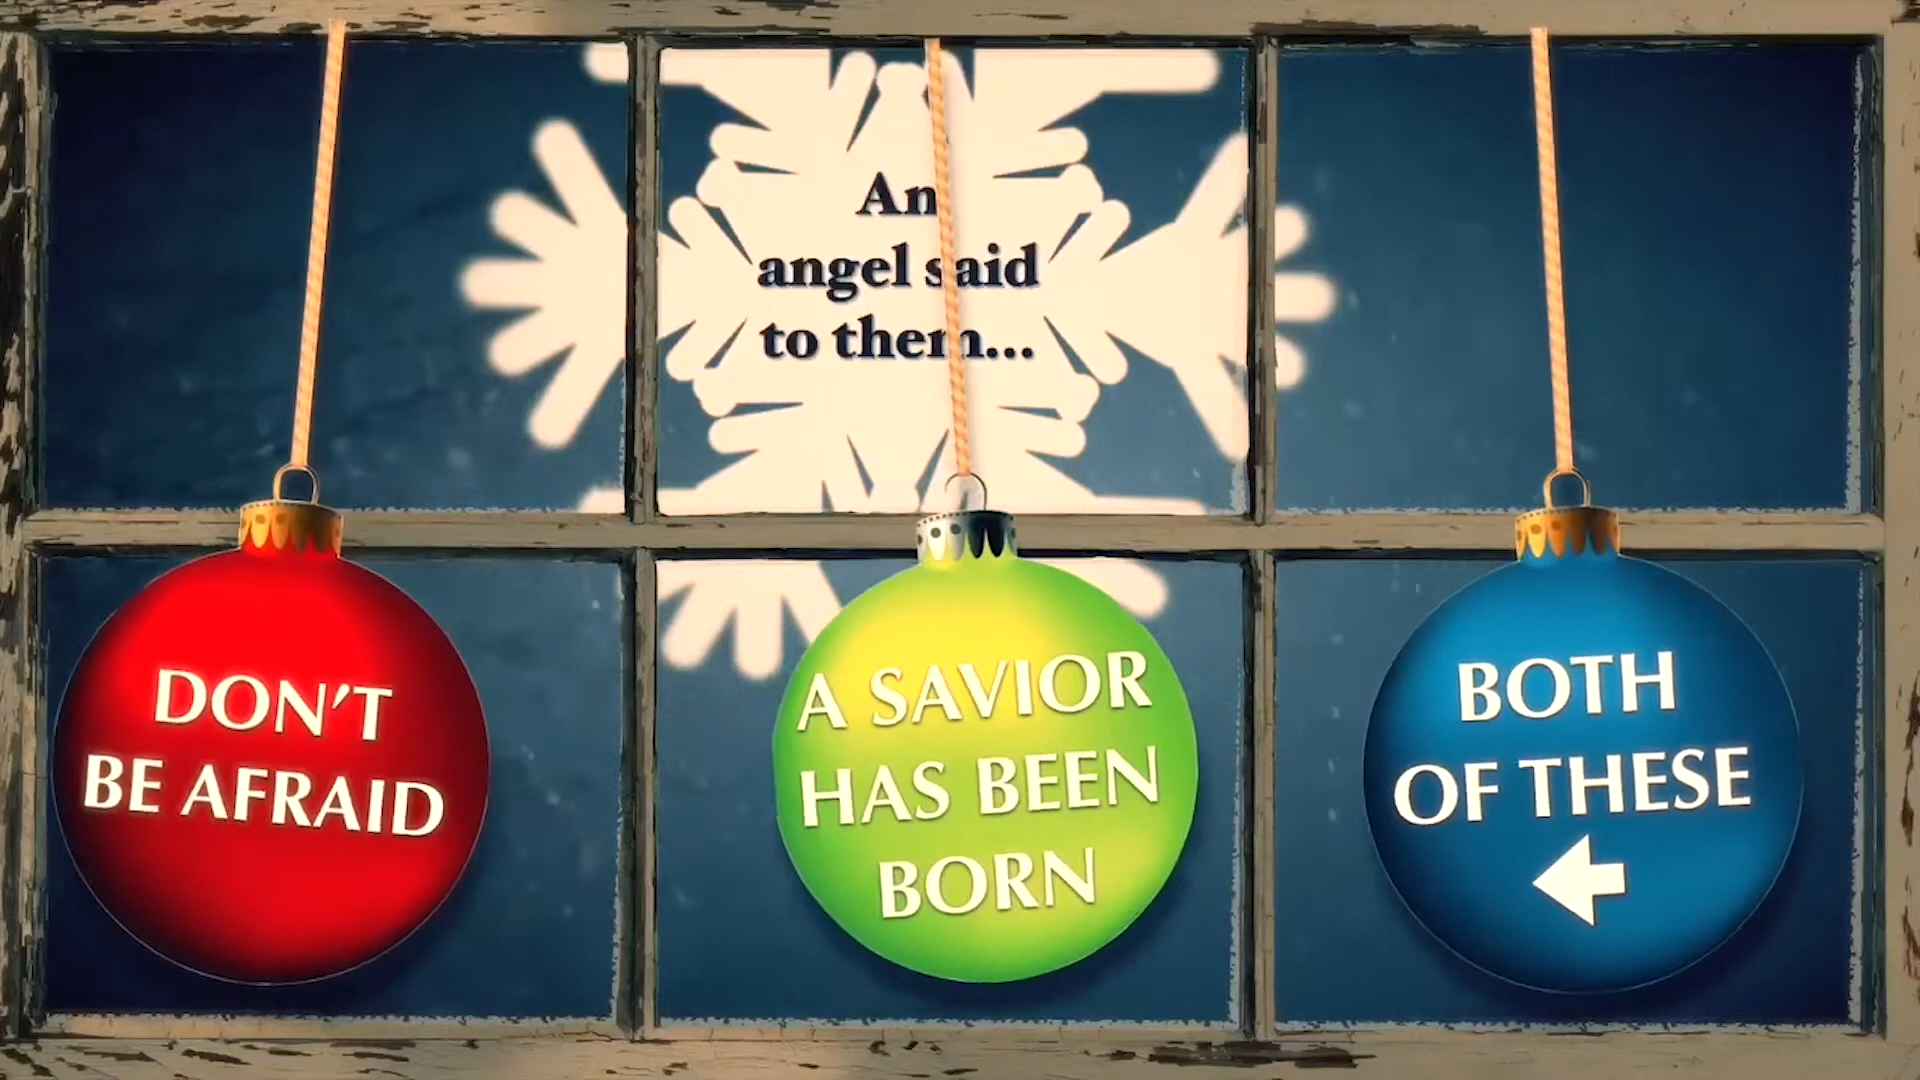 An
angel said
to them...
DON'T
BE AFRAID
A SAVIOR
HAS BEEN
BORN
BOTH
OF THESE